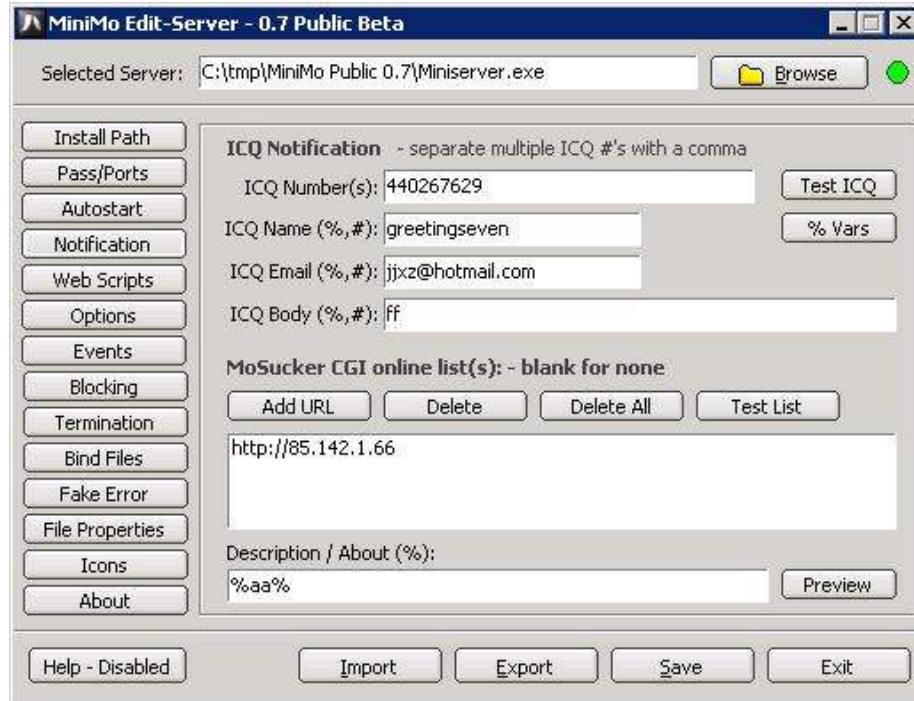 MiniMo Edit-Server - 0.7 Public Beta
Selected Server: C:\tmp\MiniMo Public 0.7\Miniserver.exe Browse
Install Path
Pass/Ports
Autostart
Notification
Web Scripts
Options
Events
Blocking
Termination
Bind Files
Fake Error
File Properties
Icons
About
ICQ Notification - separate multiple ICQ #'s with a comma
ICQ Number(s): 440267629 Test ICQ
ICQ Name (%,#): greetingseven % Vars
ICQ Email (%,#): jjxz@hotmail.com
ICQ Body (%,#): ff
MoSucker CGI online list(s): - blank for none
Add URL Delete Delete All Test List
http://85.142.1.66
Description / About (%):
%aa% Preview
Help - Disabled Import Export Save Exit